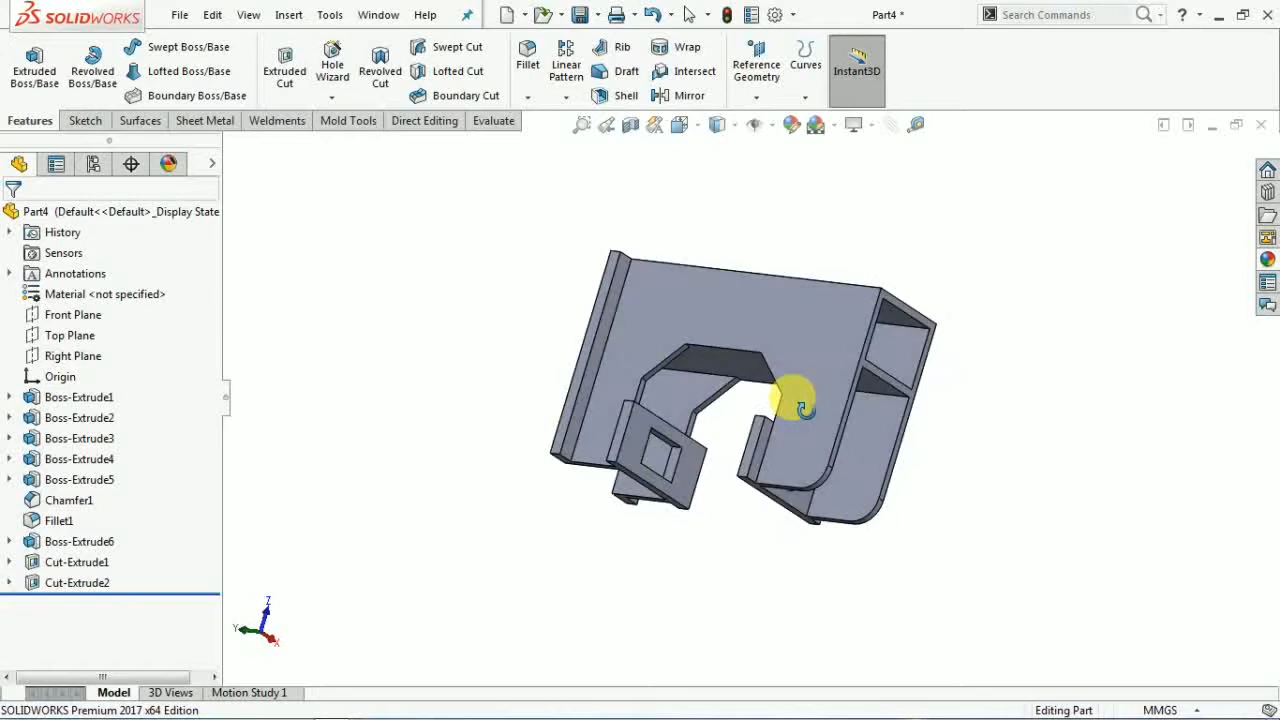 SOLIDWORKS File Edit View Insert Tools Window Help Part4 * Search Commands
Extruded Boss/Base
Revolved Boss/Base
Swept Boss/Base
Lofted Boss/Base
Boundary Boss/Base
Extruded Cut
Hole Wizard
Revolved Cut
Swept Cut
Lofted Cut
Boundary Cut
Fillet
Linear Pattern
Rib
Draft
Shell
Wrap
Intersect
Mirror
Reference Geometry
Curves
Instant3D
Features Sketch Surfaces Sheet Metal Weldments Mold Tools Direct Editing Evaluate
Part4 (Default<<Default>_Display State
History
Sensors
Annotations
Material <not specified>
Front Plane
Top Plane
Right Plane
Origin
Boss-Extrude1
Boss-Extrude2
Boss-Extrude3
Boss-Extrude4
Boss-Extrude5
Chamfer1
Fillet1
Boss-Extrude6
Cut-Extrude1
Cut-Extrude2
Z
Y
X
Model 3D Views Motion Study 1
SOLIDWORKS Premium 2017 x64 Edition Editing Part MMGS